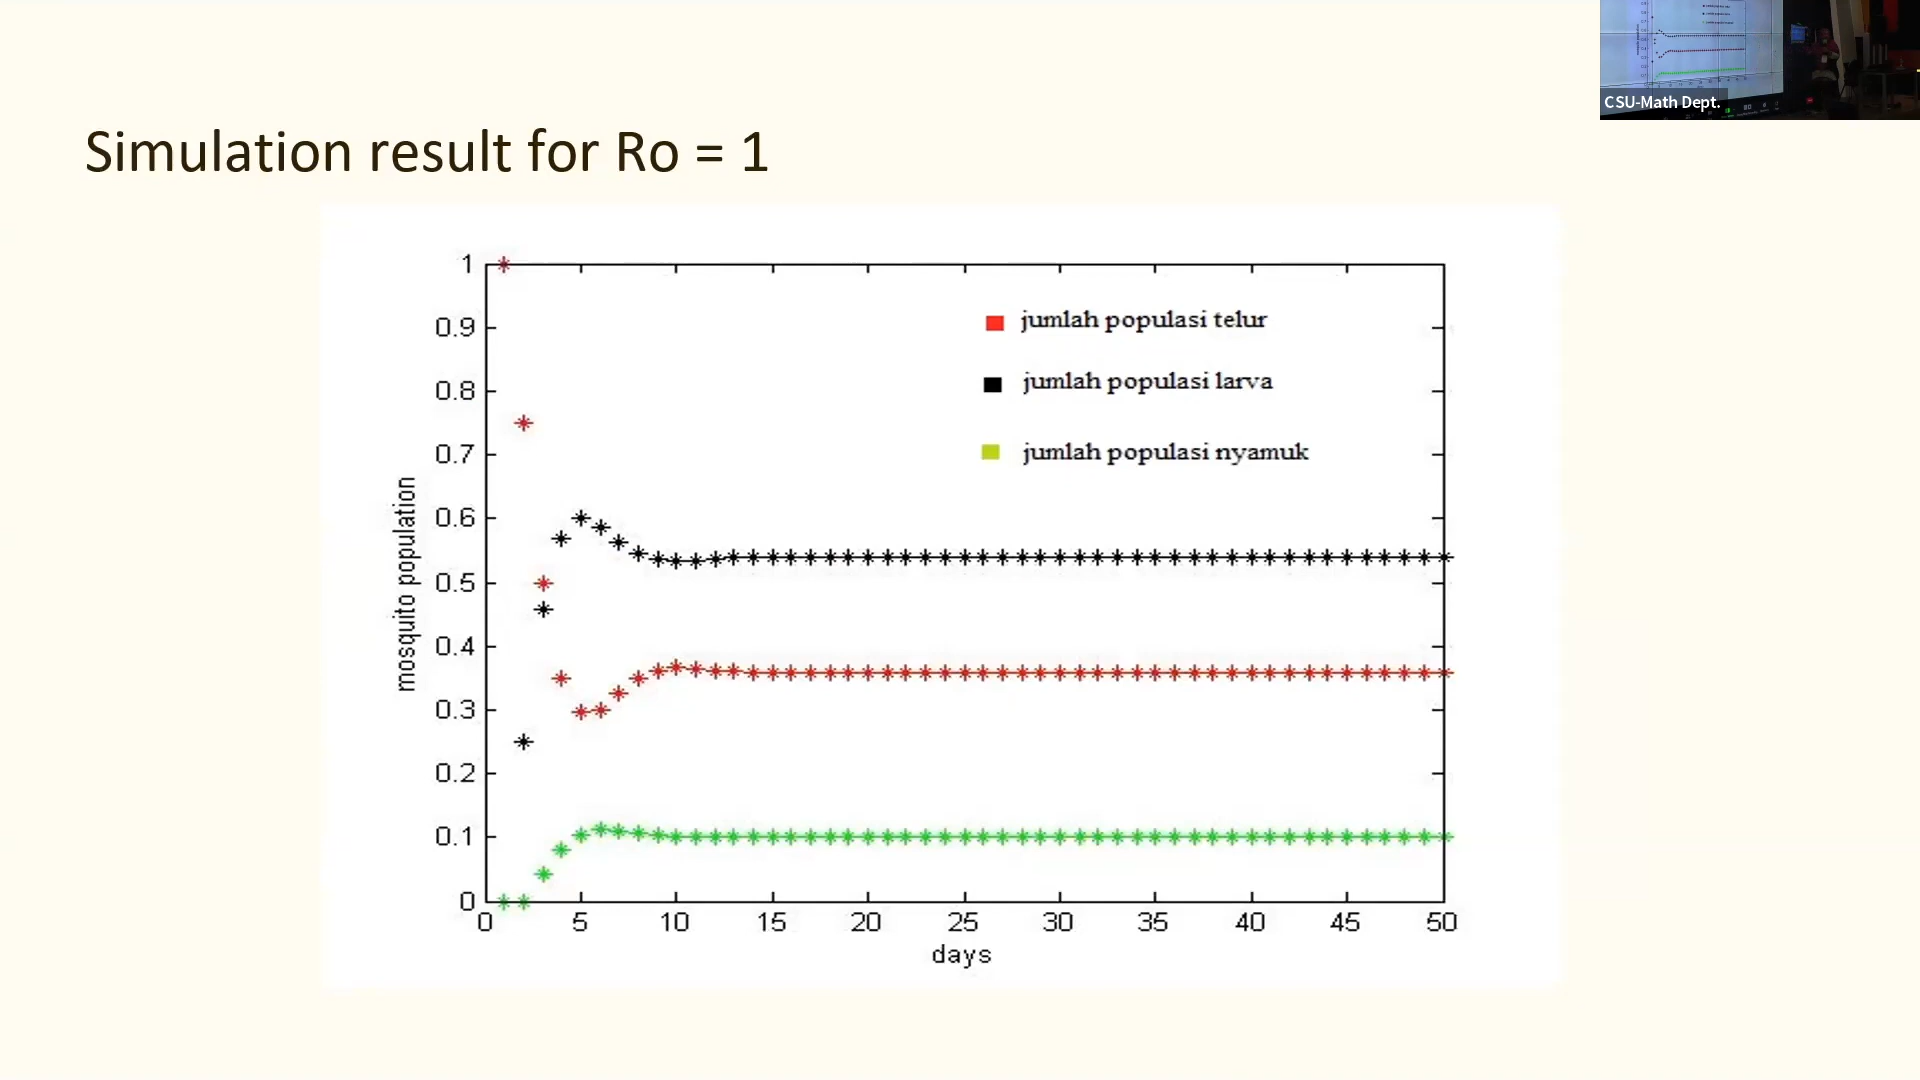 CSU-Math Dept.
Simulation result for Ro = 1
jumlah populasi telur
jumlah populasi larva
jumlah populasi nyamuk
mosquito population
1
0.9
0.8
0.7
0.6
0.5
0.4
0.3
0.2
0.1
0
0 5 10 15 20 25 30 35 40 45 50
days